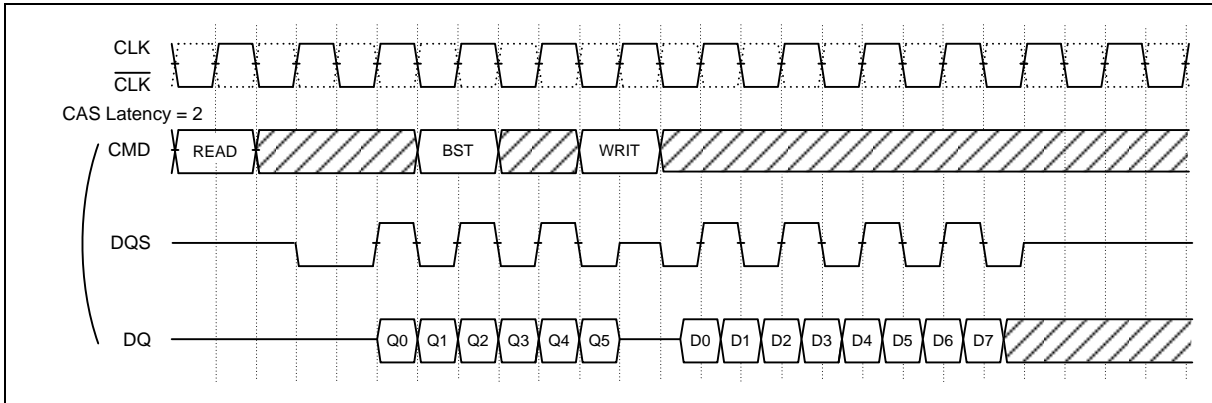 CLK
CLK
CAS Latency = 2
CMD READ BST WRIT
DQS
DQ Q0 Q1 Q2 Q3 Q4 Q5 D0 D1 D2 D3 D4 D5 D6 D7